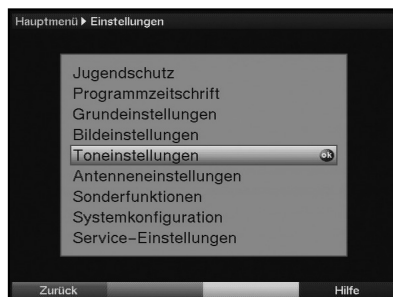 Hauptmenü ▶ Einstellungen
Jugendschutz
Programmzeitschrift
Grundeinstellungen
Bildeinstellungen
Toneinstellungen ok
Antenneneinstellungen
Sonderfunktionen
Systemkonfiguration
Service-Einstellungen
Zurück Hilfe